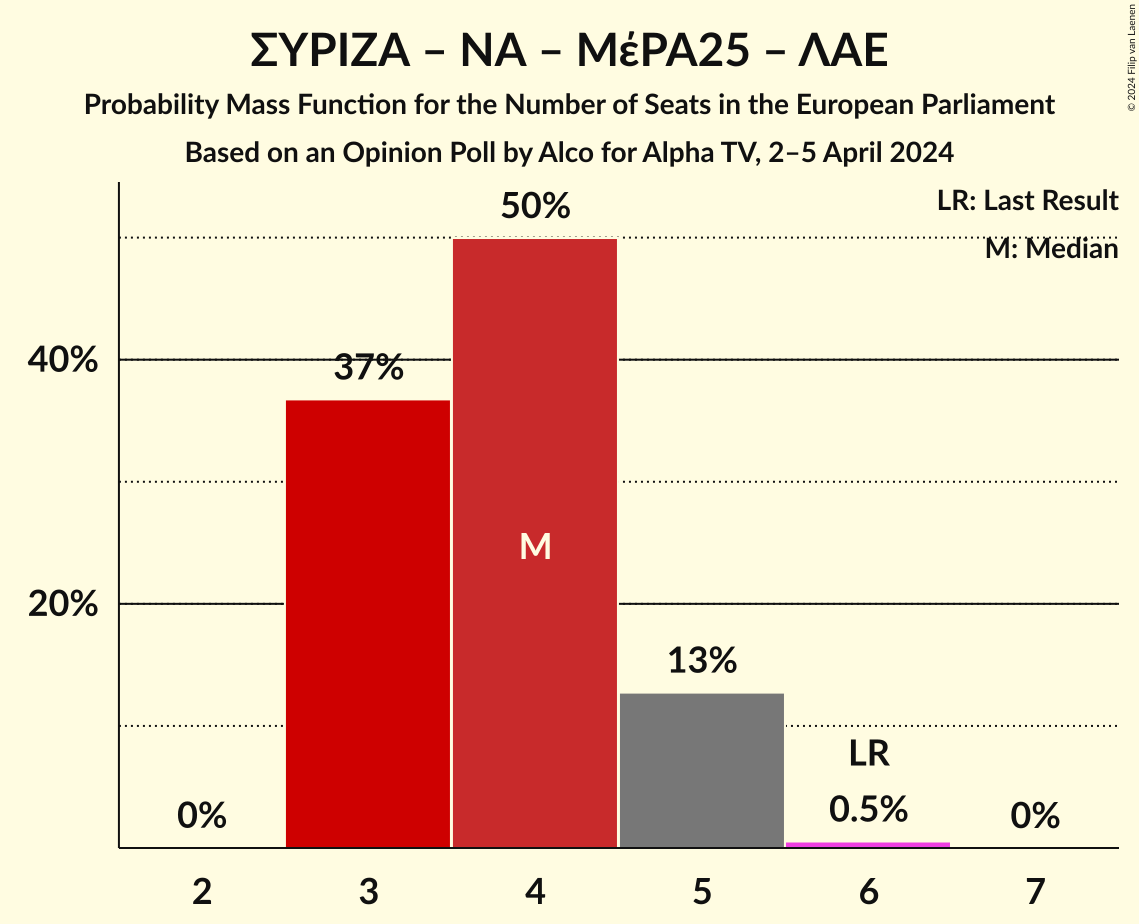 ΣΥΡΙΖΑ – ΝΑ – ΜέΡΑ25 – ΛΑΕ
Probability Mass Function for the Number of Seats in the European Parliament
Based on an Opinion Poll by Alco for Alpha TV, 2–5 April 2024
© 2024 Filip van Laenen
LR: Last Result
M: Median
50%
40%
37%
M
20%
13%
LR
0%
0.5%
0%
2 3 4 5 6 7